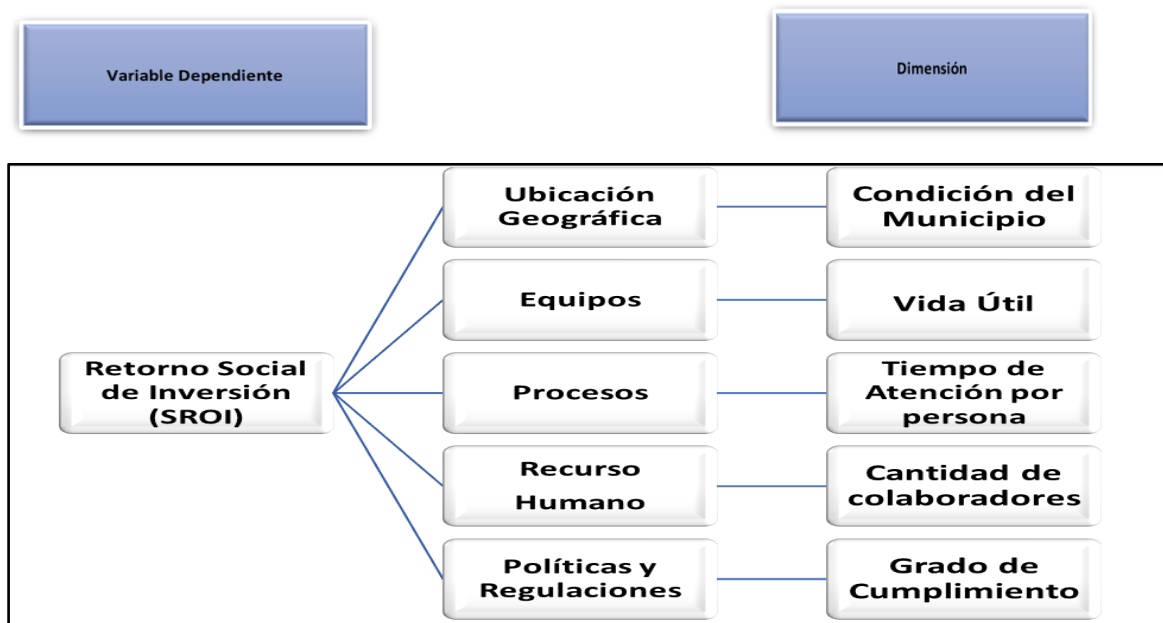 Variable Dependiente
Dimensión
Ubicación
Geográfica
Condición del
Municipio
Equipos
Vida Útil
Retorno Social
de Inversión
(SROI)
Procesos
Tiempo de
Atención por
persona
Recurso
Humano
Cantidad de
colaboradores
Políticas y
Regulaciones
Grado de
Cumplimiento